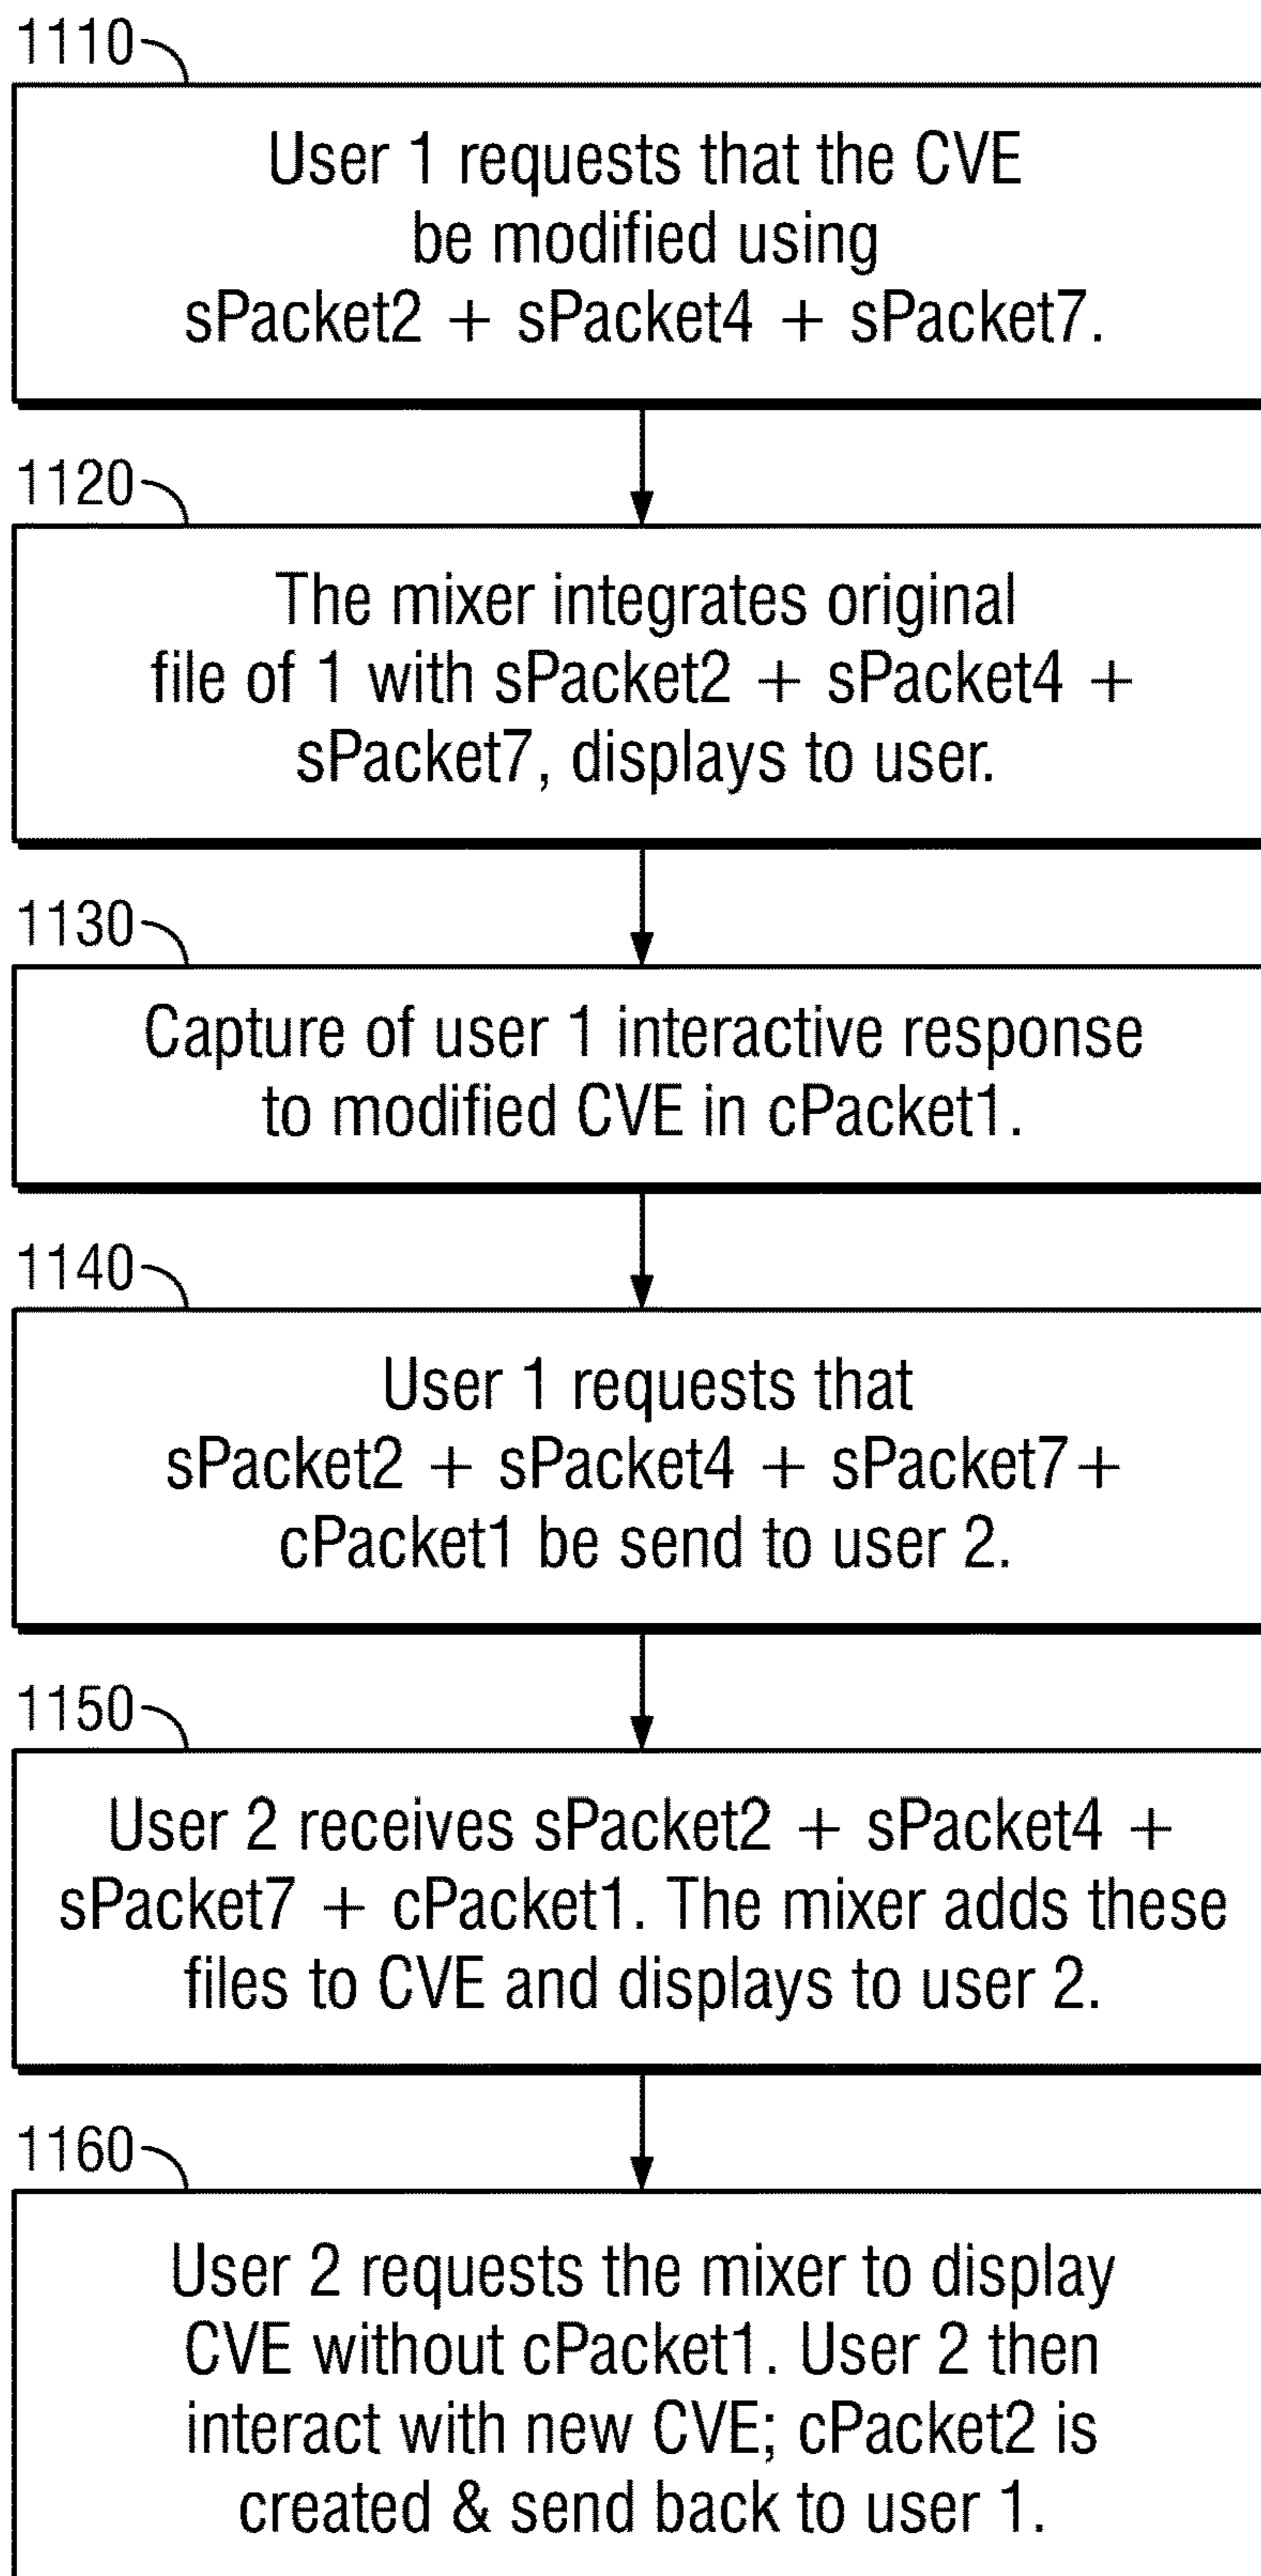 1110
User 1 requests that the CVE
be modified using
sPacket2 + sPacket4 + sPacket7.
1120
The mixer integrates original
file of 1 with sPacket2 + sPacket4 +
sPacket7, displays to user.
1130
Capture of user 1 interactive response
to modified CVE in cPacket1.
1140
User 1 requests that
sPacket2 + sPacket4 + sPacket7+
cPacket1 be send to user 2.
1150
User 2 receives sPacket2 + sPacket4 +
sPacket7 + cPacket1. The mixer adds these
files to CVE and displays to user 2.
1160
User 2 requests the mixer to display
CVE without cPacket1. User 2 then
interact with new CVE; cPacket2 is
created & send back to user 1.